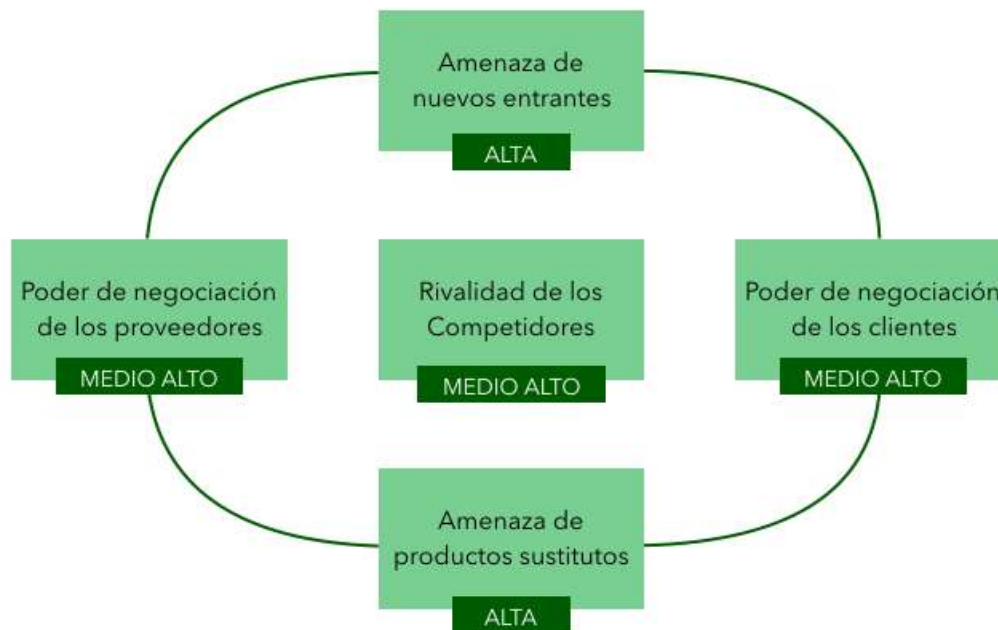 Amenaza de
nuevos entrantes
ALTA
Poder de negociación
de los proveedores
MEDIO ALTO
Rivalidad de los
Competidores
MEDIO ALTO
Poder de negociación
de los clientes
MEDIO ALTO
Amenaza de
productos sustitutos
ALTA